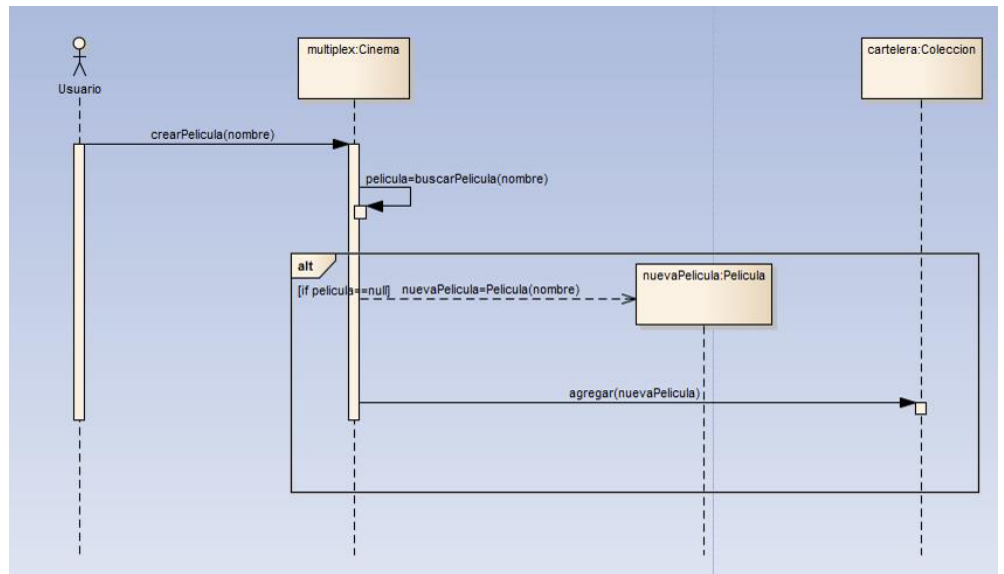 multiplex:Cinema
cartelera:Coleccion
Usuario
crearPelicula(nombre)
pelicula=buscarPelicula(nombre)
alt
nuevaPelicula:Pelicula
[if pelicula==null]
nuevaPelicula=Pelicula(nombre)
agregar(nuevaPelicula)